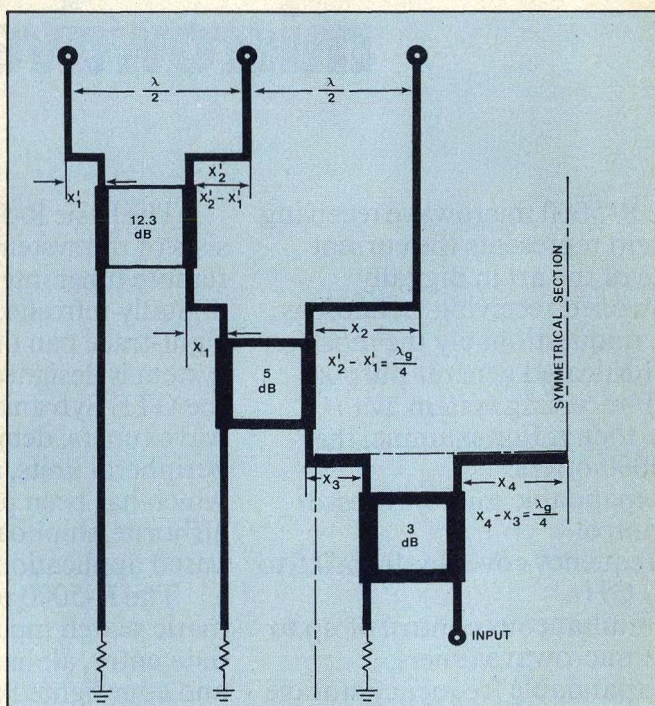 λ/2
λ/2
X'1
X'2
X'2 - X'1
12.3 dB
X1
X2
X'2 - X'1 = λg/4
5 dB
SYMMETRICAL SECTION
X3
X4
X4 - X3 = λg/4
3 dB
INPUT